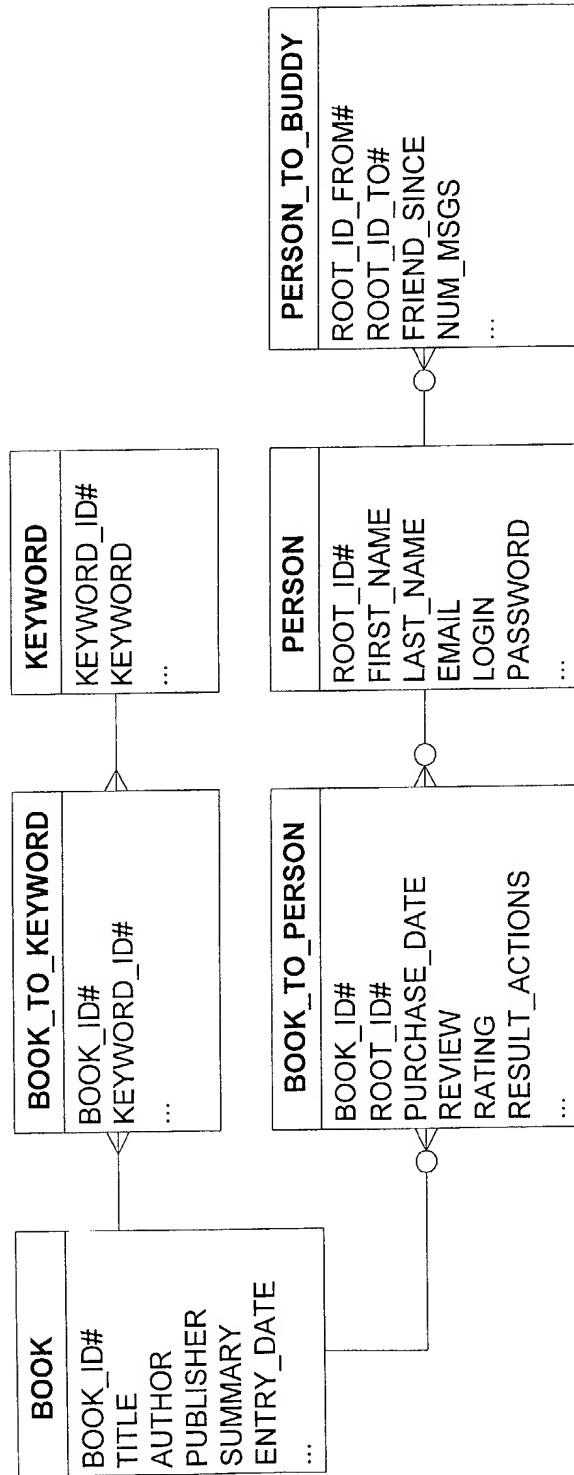 BOOK
BOOK_ID#
TITLE
AUTHOR
PUBLISHER
SUMMARY
ENTRY_DATE
...
BOOK_TO_KEYWORD
BOOK_ID#
KEYWORD_ID#
...
KEYWORD
KEYWORD_ID#
KEYWORD
...
BOOK_TO_PERSON
BOOK_ID#
ROOT_ID#
PURCHASE_DATE
REVIEW
RATING
RESULT_ACTIONS
...
PERSON
ROOT_ID#
FIRST_NAME
LAST_NAME
EMAIL
LOGIN
PASSWORD
...
PERSON_TO_BUDDY
ROOT_ID_FROM#
ROOT_ID_TO#
FRIEND_SINCE
NUM_MSGS
...